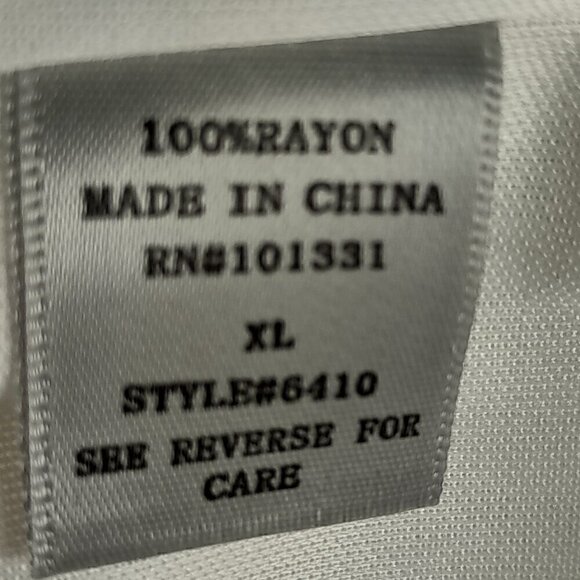 100%RAYON
MADE IN CHINA
RN#101331
XL
STYLE#6410
SEE REVERSE FOR
CARE